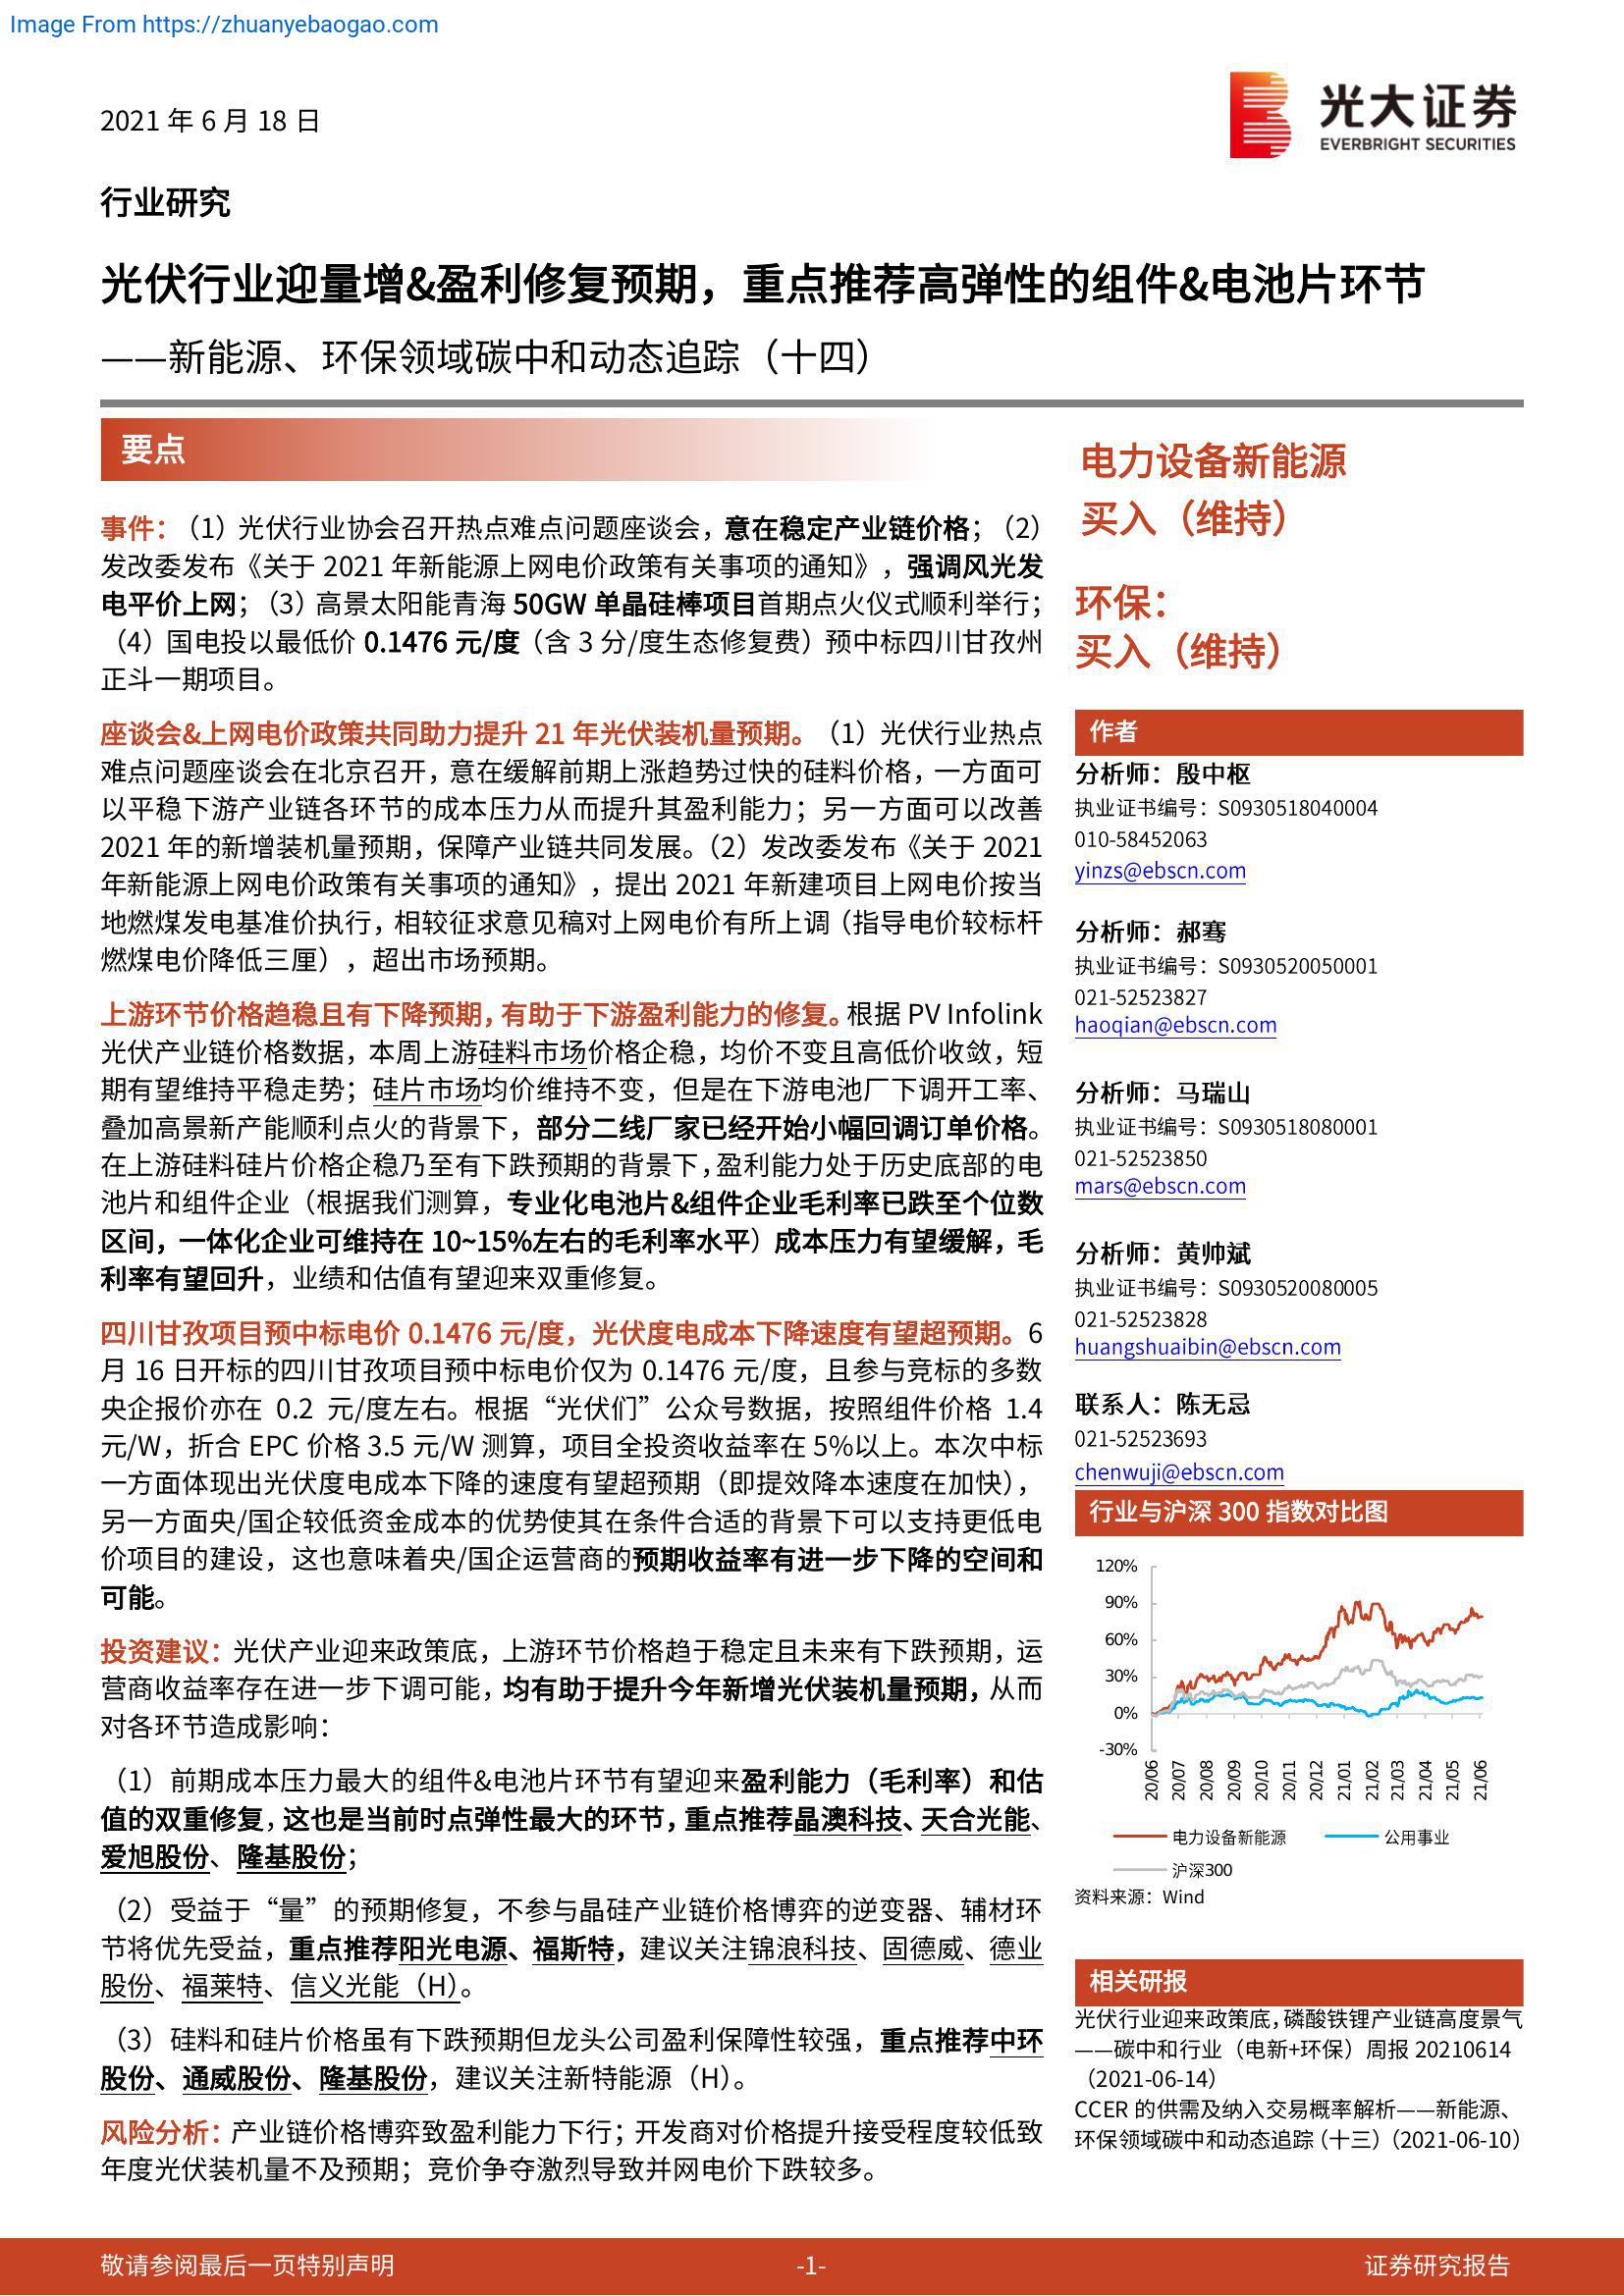 Image From https://zhuanyebaogao.com
2021 年 6 月 18 日
光大证券
EVERBRIGHT SECURITIES
行业研究
光伏行业迎量增&盈利修复预期，重点推荐高弹性的组件&电池片环节
——新能源、环保领域碳中和动态追踪（十四）
要点
事件：（1）光伏行业协会召开热点难点问题座谈会，意在稳定产业链价格；（2）
发改委发布《关于 2021 年新能源上网电价政策有关事项的通知》，强调风光发
电平价上网；（3）高景太阳能青海 50GW 单晶硅棒项目首期点火仪式顺利举行；
（4）国电投以最低价 0.1476 元/度（含 3 分/度生态修复费）预中标四川甘孜州
正斗一期项目。
座谈会&上网电价政策共同助力提升 21 年光伏装机量预期。（1）光伏行业热点
难点问题座谈会在北京召开，意在缓解前期上涨趋势过快的硅料价格，一方面可
以平稳下游产业链各环节的成本压力从而提升其盈利能力；另一方面可以改善
2021 年的新增装机量预期，保障产业链共同发展。（2）发改委发布《关于 2021
年新能源上网电价政策有关事项的通知》，提出 2021 年新建项目上网电价按当
地燃煤发电基准价执行，相较征求意见稿对上网电价有所上调（指导电价较标杆
燃煤电价降低三厘），超出市场预期。
上游环节价格趋稳且有下降预期，有助于下游盈利能力的修复。根据 PV Infolink
光伏产业链价格数据，本周上游硅料市场价格企稳，均价不变且高低价收敛，短
期有望维持平稳走势；硅片市场均价维持不变，但是在下游电池厂下调开工率、
叠加高景新产能顺利点火的背景下，部分二线厂家已经开始小幅回调订单价格。
在上游硅料硅片价格企稳乃至有下跌预期的背景下，盈利能力处于历史底部的电
池片和组件企业（根据我们测算，专业化电池片&组件企业毛利率已跌至个位数
区间，一体化企业可维持在 10~15%左右的毛利率水平）成本压力有望缓解，毛
利率有望回升，业绩和估值有望迎来双重修复。
四川甘孜项目预中标电价 0.1476 元/度，光伏度电成本下降速度有望超预期。6
月 16 日开标的四川甘孜项目预中标电价仅为 0.1476 元/度，且参与竞标的多数
央企报价亦在 0.2 元/度左右。根据“光伏们”公众号数据，按照组件价格 1.4
元/W，折合 EPC 价格 3.5 元/W 测算，项目全投资收益率在 5%以上。本次中标
一方面体现出光伏度电成本下降的速度有望超预期（即提效降本速度在加快），
另一方面央/国企较低资金成本的优势使其在条件合适的背景下可以支持更低电
价项目的建设，这也意味着央/国企运营商的预期收益率有进一步下降的空间和
可能。
投资建议：光伏产业迎来政策底，上游环节价格趋于稳定且未来有下跌预期，运
营商收益率存在进一步下调可能，均有助于提升今年新增光伏装机量预期，从而
对各环节造成影响：
（1）前期成本压力最大的组件&电池片环节有望迎来盈利能力（毛利率）和估
值的双重修复，这也是当前时点弹性最大的环节，重点推荐晶澳科技、天合光能、
爱旭股份、隆基股份；
（2）受益于“量”的预期修复，不参与晶硅产业链价格博弈的逆变器、辅材环
节将优先受益，重点推荐阳光电源、福斯特，建议关注锦浪科技、固德威、德业
股份、福莱特、信义光能（H）。
（3）硅料和硅片价格虽有下跌预期但龙头公司盈利保障性较强，重点推荐中环
股份、通威股份、隆基股份，建议关注新特能源（H）。
风险分析：产业链价格博弈致盈利能力下行；开发商对价格提升接受程度较低致
年度光伏装机量不及预期；竞价争夺激烈导致并网电价下跌较多。
电力设备新能源
买入（维持）
环保：
买入（维持）
作者
分析师：殷中枢
执业证书编号：S0930518040004
010-58452063
yinzs@ebscn.com
分析师：郝骞
执业证书编号：S0930520050001
021-52523827
haoqian@ebscn.com
分析师：马瑞山
执业证书编号：S0930518080001
021-52523850
mars@ebscn.com
分析师：黄帅斌
执业证书编号：S0930520080005
021-52523828
huangshuaibin@ebscn.com
联系人：陈无忌
021-52523693
chenwuji@ebscn.com
行业与沪深 300 指数对比图
120%
90%
60%
30%
0%
-30%
20/06 20/07 20/08 20/09 20/10 20/11 20/12 21/01 21/02 21/03 21/04 21/05 21/06
电力设备新能源 公用事业
沪深300
资料来源：Wind
相关研报
光伏行业迎来政策底，磷酸铁锂产业链高度景气
——碳中和行业（电新+环保）周报 20210614
（2021-06-14）
CCER 的供需及纳入交易概率解析——新能源、
环保领域碳中和动态追踪（十三）（2021-06-10）
敬请参阅最后一页特别声明 -1- 证券研究报告